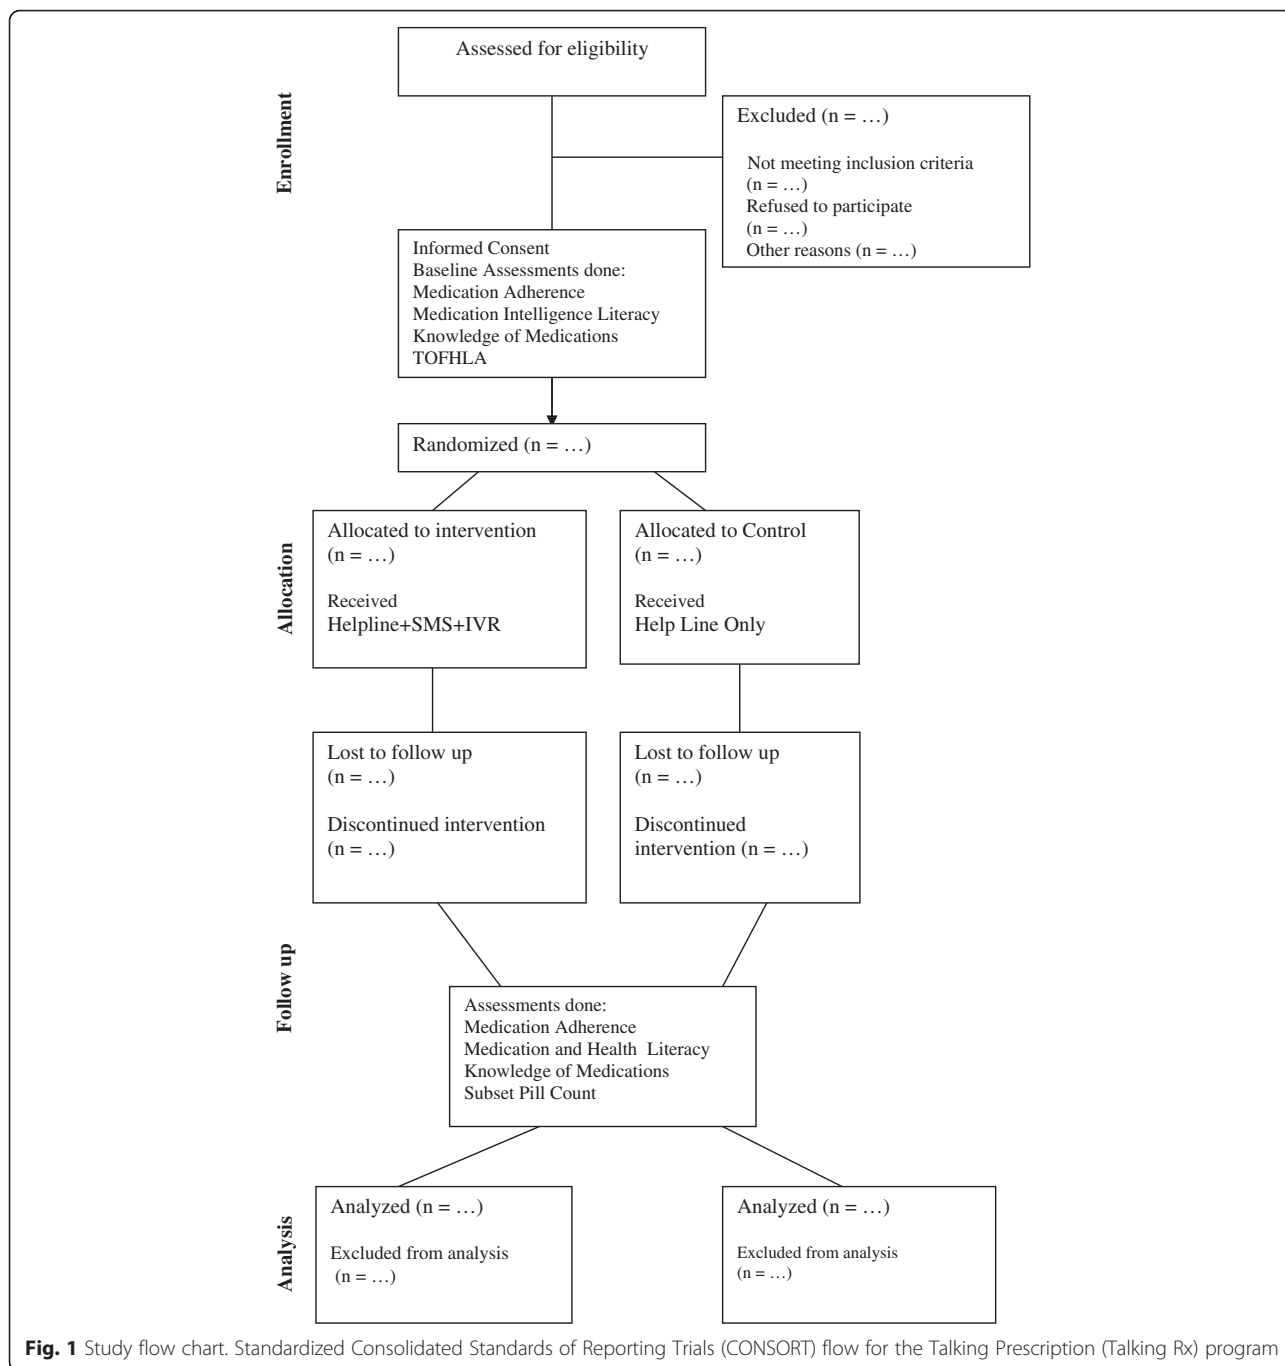 Assessed for eligibility
Enrollment
Excluded (n = …)
Not meeting inclusion criteria
(n = …)
Refused to participate
(n = …)
Other reasons (n = …)
Informed Consent
Baseline Assessments done:
Medication Adherence
Medication Intelligence Literacy
Knowledge of Medications
TOFHLA
Randomized (n = …)
Allocation
Allocated to intervention
(n = …)
Received
Helpline+SMS+IVR
Allocated to Control
(n = …)
Received
Help Line Only
Lost to follow up
(n = …)
Discontinued intervention
(n = …)
Lost to follow up
(n = …)
Discontinued
intervention (n = …)
Follow up
Assessments done:
Medication Adherence
Medication and Health Literacy
Knowledge of Medications
Subset Pill Count
Analysis
Analyzed (n = …)
Excluded from analysis
(n = …)
Analyzed (n = …)
Excluded from analysis
(n = …)
Fig. 1 Study flow chart. Standardized Consolidated Standards of Reporting Trials (CONSORT) flow for the Talking Prescription (Talking Rx) program